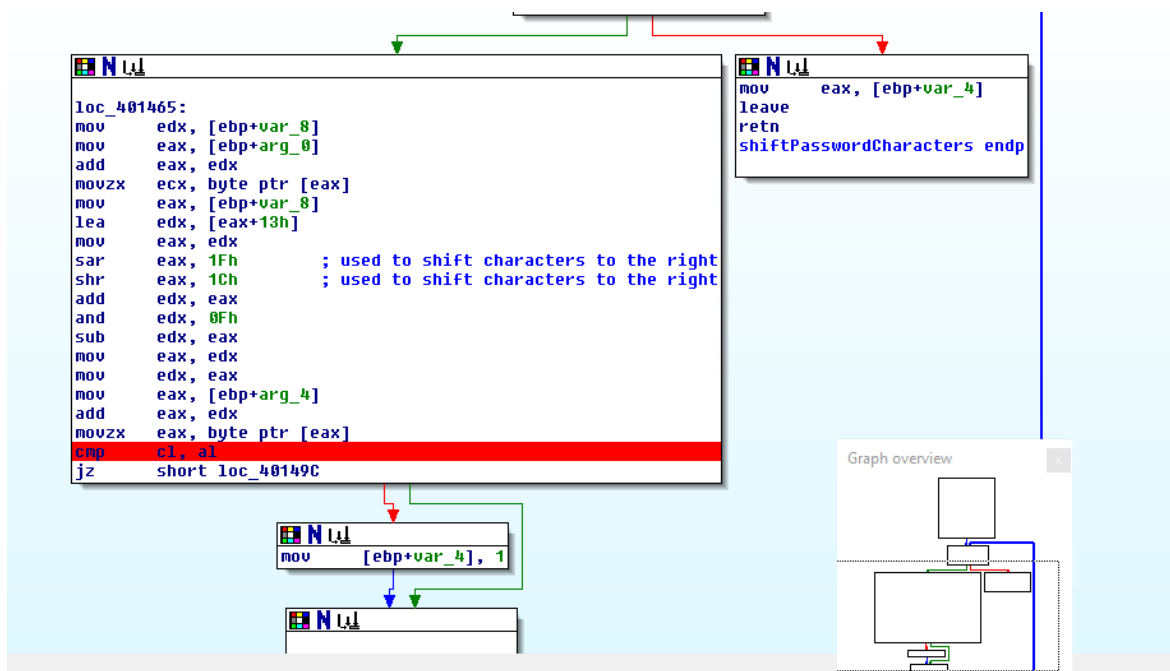 loc_401465:
mov edx, [ebp+var_8]
mov eax, [ebp+arg_0]
add eax, edx
movzx ecx, byte ptr [eax]
mov eax, [ebp+var_8]
lea edx, [eax+13h]
mov eax, edx
sar eax, 1Fh ; used to shift characters to the right
shr eax, 1Ch ; used to shift characters to the right
add edx, eax
and edx, 0Fh
sub edx, eax
mov eax, edx
mov edx, eax
mov eax, [ebp+arg_4]
add eax, edx
movzx eax, byte ptr [eax]
cmp cl, al
jz short loc_40149C
mov eax, [ebp+var_4]
leave
retn
shiftPasswordCharacters endp
mov [ebp+var_4], 1
Graph overview
x